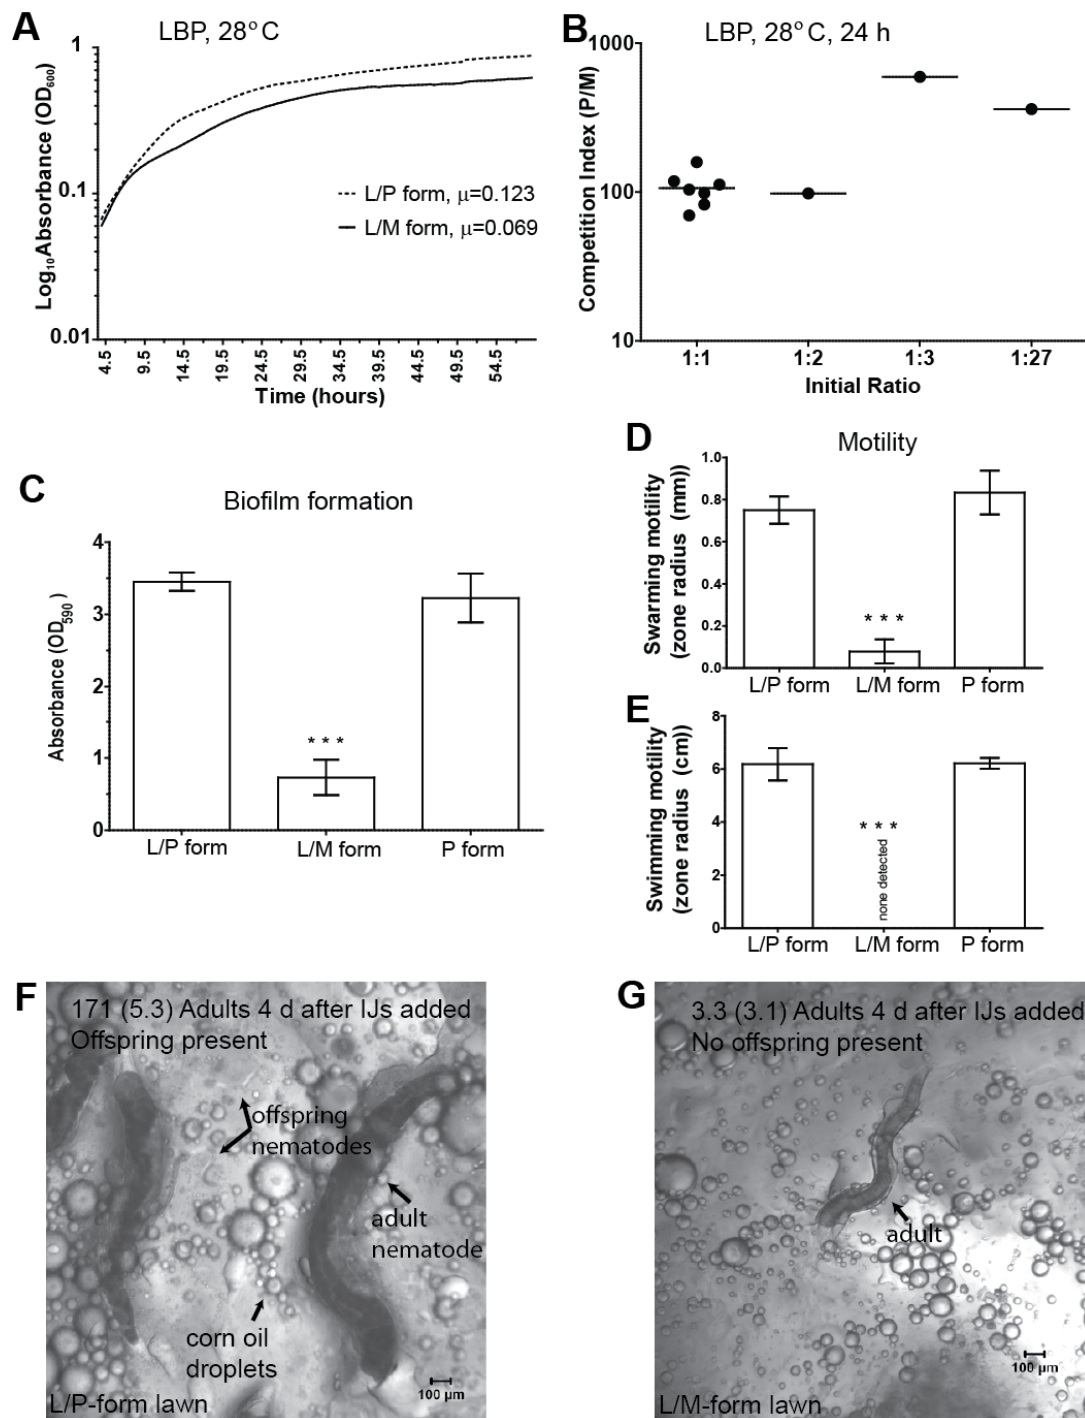 A
LBP, 28°C
Log₁₀Absorbance (OD₆₀₀)
1
0.1
0.01
L/P form, µ=0.123
L/M form, µ=0.069
4.5
9.5
14.5
19.5
24.5
29.5
34.5
39.5
44.5
49.5
54.5
Time (hours)
B
LBP, 28°C, 24 h
Competition Index (P/M)
1000
100
10
1:1
1:2
1:3
1:27
Initial Ratio
C
Biofilm formation
Absorbance (OD₅₉₀)
4
3
2
1
0
***
L/P form
L/M form
P form
D
Motility
Swarming motility
(zone radius (mm))
1.0
0.8
0.6
0.4
0.2
0.0
***
L/P form
L/M form
P form
E
Swimming motility
(zone radius (cm))
8
6
4
2
0
***
none detected
L/P form
L/M form
P form
F
171 (5.3) Adults 4 d after IJs added
Offspring present
offspring
nematodes
adult
nematode
corn oil
droplets
100 µm
L/P-form lawn
G
3.3 (3.1) Adults 4 d after IJs added
No offspring present
adult
100 µm
L/M-form lawn